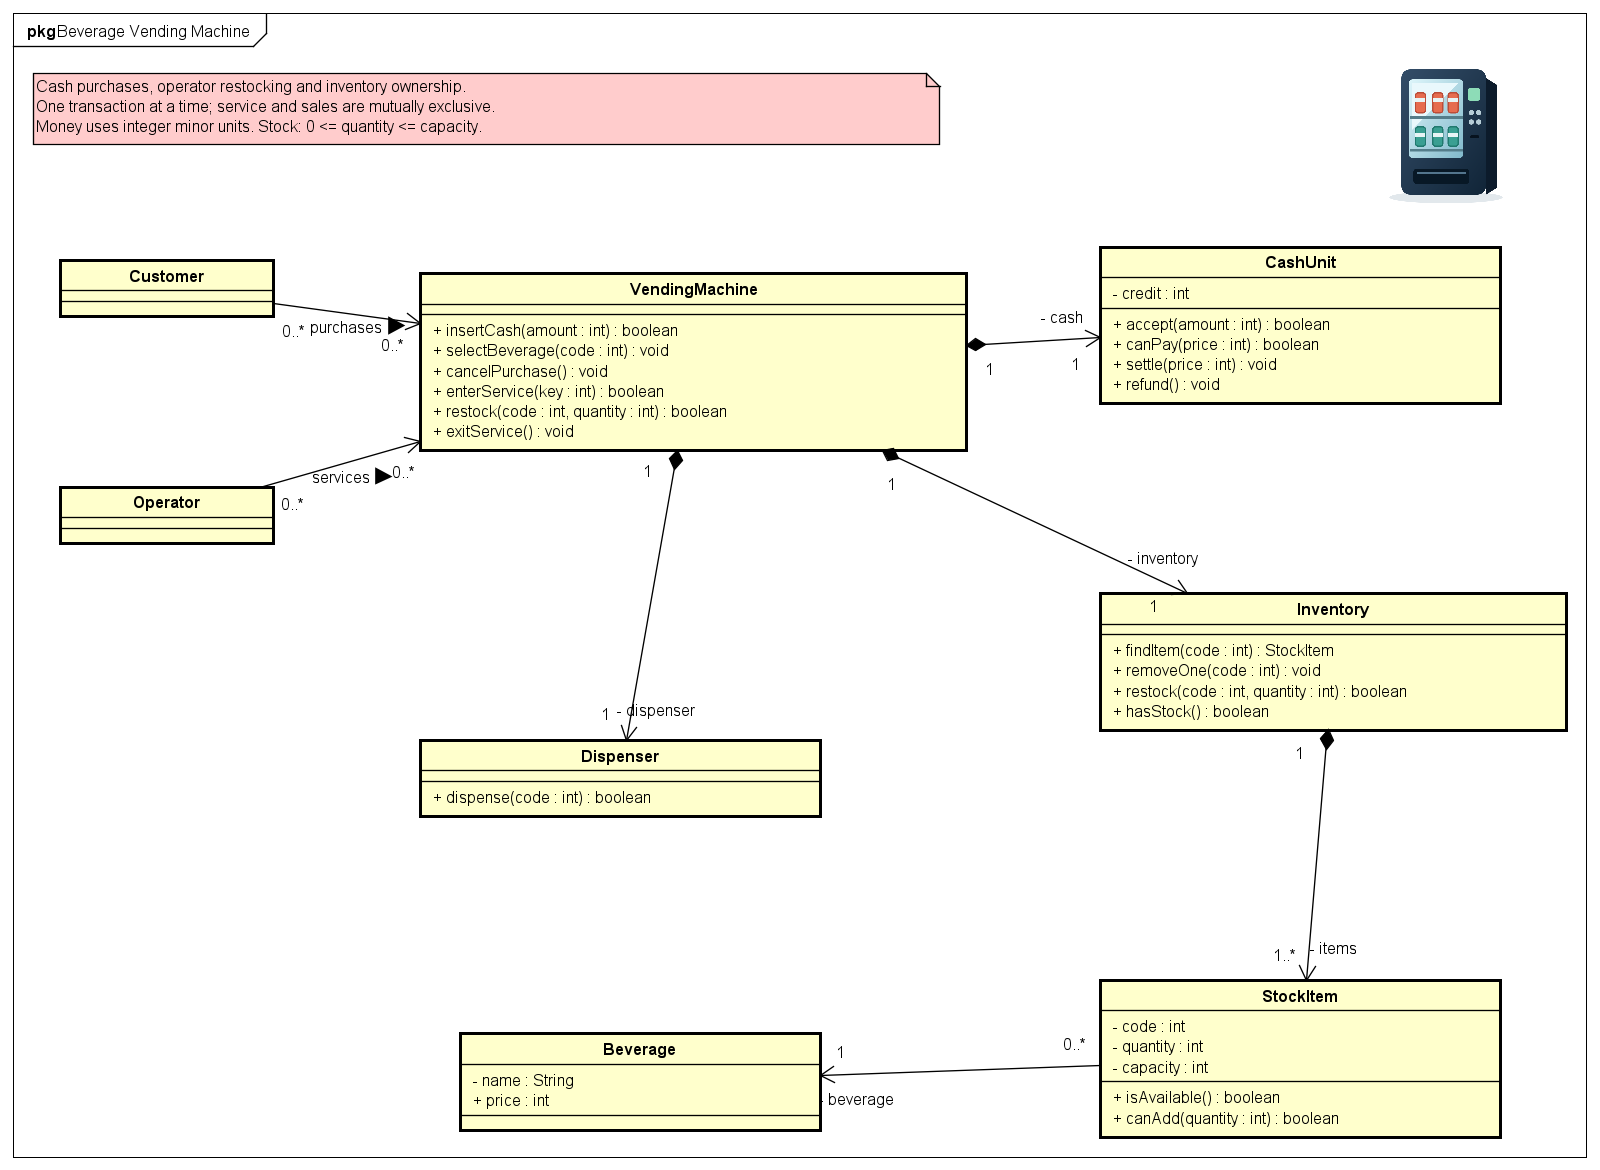 pkg Beverage Vending Machine
Cash purchases, operator restocking and inventory ownership.
One transaction at a time; service and sales are mutually exclusive.
Money uses integer minor units. Stock: 0 <= quantity <= capacity.
Customer
0..*
purchases
0..*
VendingMachine
+ insertCash(amount : int) : boolean
+ selectBeverage(code : int) : void
+ cancelPurchase() : void
+ enterService(key : int) : boolean
+ restock(code : int, quantity : int) : boolean
+ exitService() : void
- cash
1
1
CashUnit
- credit : int
+ accept(amount : int) : boolean
+ canPay(price : int) : boolean
+ settle(price : int) : void
+ refund() : void
Operator
services
0..*
0..*
1
1
- inventory
1
Inventory
+ findItem(code : int) : StockItem
+ removeOne(code : int) : void
+ restock(code : int, quantity : int) : boolean
+ hasStock() : boolean
1
- dispenser
Dispenser
+ dispense(code : int) : boolean
1
1..*
- items
StockItem
- code : int
- quantity : int
- capacity : int
+ isAvailable() : boolean
+ canAdd(quantity : int) : boolean
0..*
1
- beverage
Beverage
- name : String
+ price : int